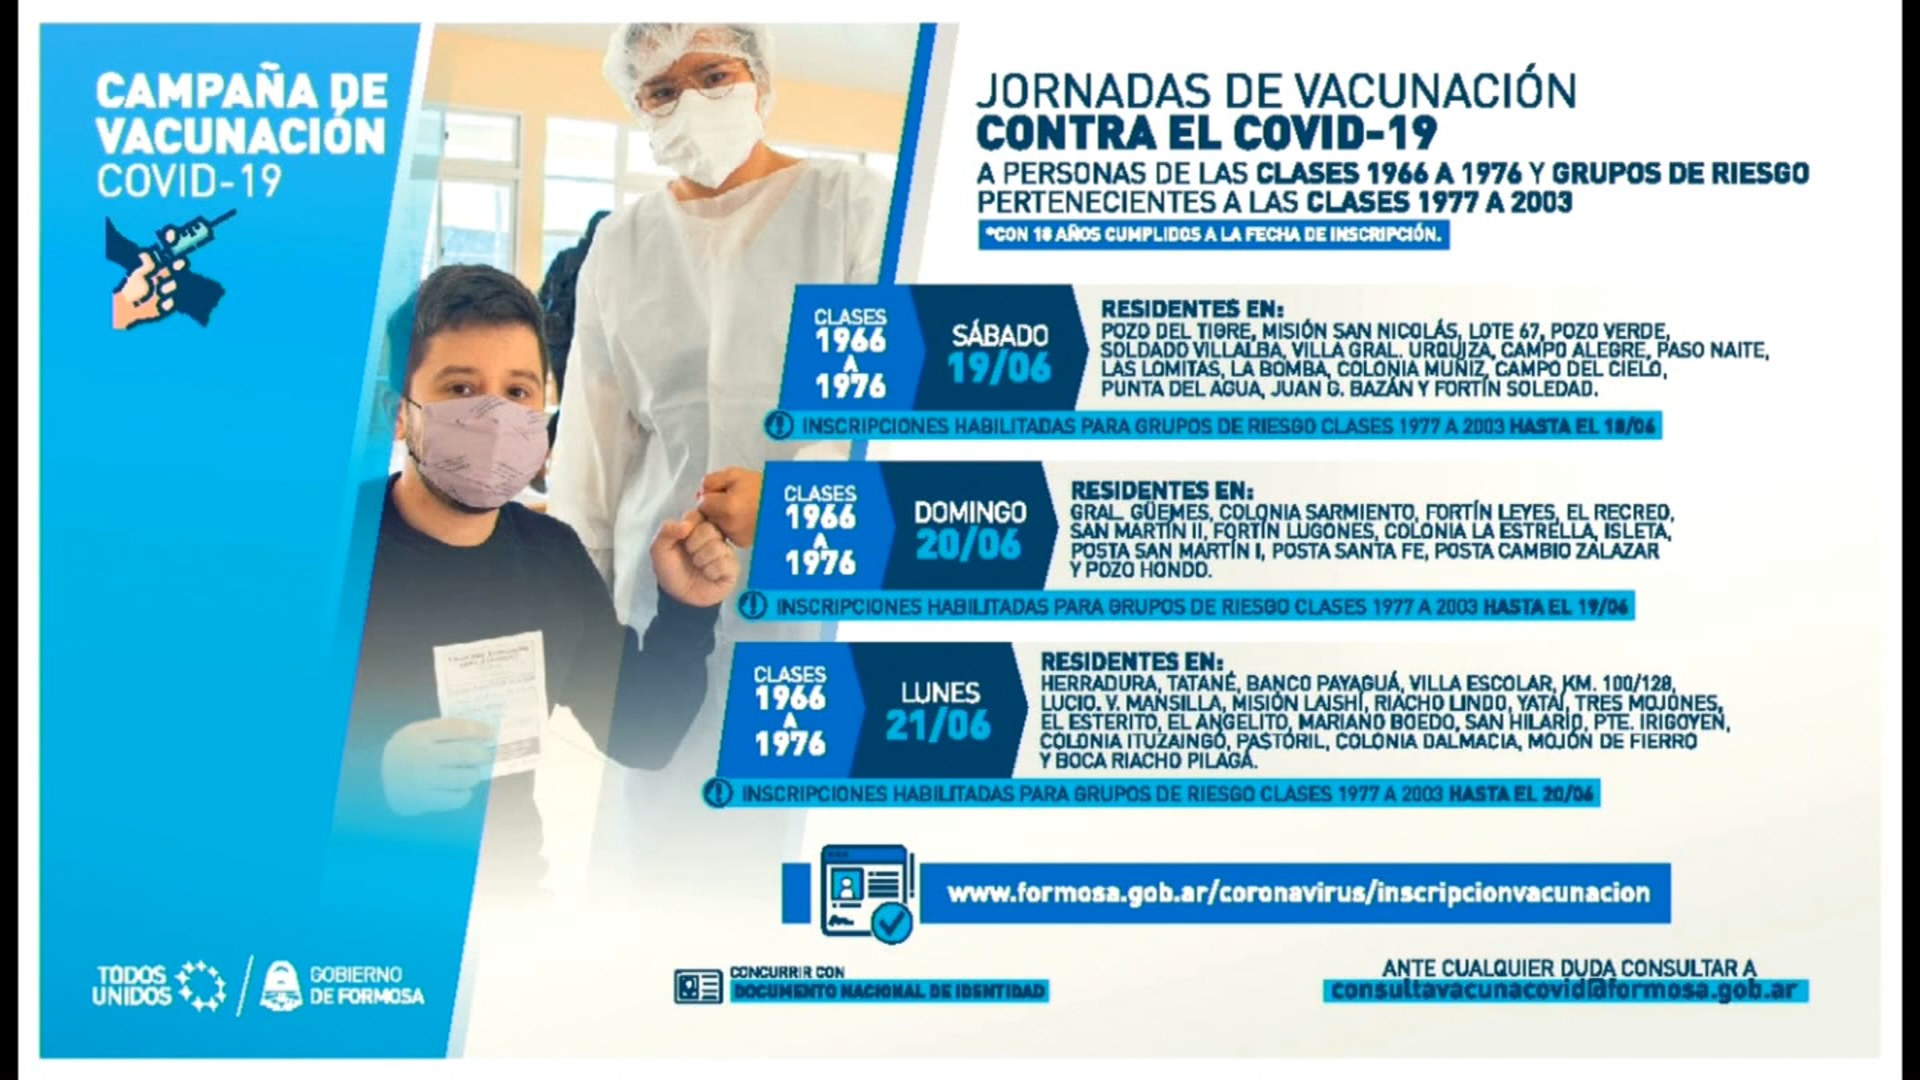 CAMPAÑA DE
VACUNACIÓN
COVID-19
JORNADAS DE VACUNACIÓN
CONTRA EL COVID-19
A PERSONAS DE LAS CLASES 1966 A 1976 Y GRUPOS DE RIESGO
PERTENECIENTES A LAS CLASES 1977 A 2003
*CON 18 AÑOS CUMPLIDOS A LA FECHA DE INSCRIPCIÓN.
CLASES
1966
A
1976
SÁBADO
19/06
RESIDENTES EN:
POZO DEL TIGRE, MISIÓN SAN NICOLÁS, LOTE 67, POZO VERDE,
SOLDADO VILLALBA, VILLA GRAL. URQUIZA, CAMPO ALEGRE, PASO NAITE,
LAS LOMITAS, LA BOMBA, COLONIA MUÑIZ, CAMPO DEL CIELO,
PUNTA DEL AGUA, JUAN G. BAZÁN Y FORTÍN SOLEDAD.
INSCRIPCIONES HABILITADAS PARA GRUPOS DE RIESGO CLASES 1977 A 2003 HASTA EL 18/06
CLASES
1966
A
1976
DOMINGO
20/06
RESIDENTES EN:
GRAL. GÜEMES, COLONIA SARMIENTO, FORTÍN LEYES, EL RECREO,
SAN MARTÍN II, FORTÍN LUGONES, COLONIA LA ESTRELLA, ISLETA,
POSTA SAN MARTÍN I, POSTA SANTA FE, POSTA CAMBIO ZALAZAR
Y POZO HONDO.
INSCRIPCIONES HABILITADAS PARA GRUPOS DE RIESGO CLASES 1977 A 2003 HASTA EL 19/06
CLASES
1966
A
1976
LUNES
21/06
RESIDENTES EN:
HERRADURA, TATANÉ, BANCO PAYAGUÁ, VILLA ESCOLAR, KM. 100/128,
LUCIO. V. MANSILLA, MISIÓN LAISHÍ, RIACHO LINDO, YATAÍ, TRES MOJONES,
EL ESTERITO, EL ANGELITO, MARIANO BOEDO, SAN HILARIO, PTE. IRIGOYEN,
COLONIA ITUZAINGÓ, PASTORIL, COLONIA DALMACIA, MOJÓN DE FIERRO
Y BOCA RIACHO PILAGÁ.
INSCRIPCIONES HABILITADAS PARA GRUPOS DE RIESGO CLASES 1977 A 2003 HASTA EL 20/06
www.formosa.gob.ar/coronavirus/inscripcionvacunacion
TODOS
UNIDOS
GOBIERNO
DE FORMOSA
CONCURRIR CON
DOCUMENTO NACIONAL DE IDENTIDAD
ANTE CUALQUIER DUDA CONSULTAR A
consultavacunacovid@formosa.gob.ar